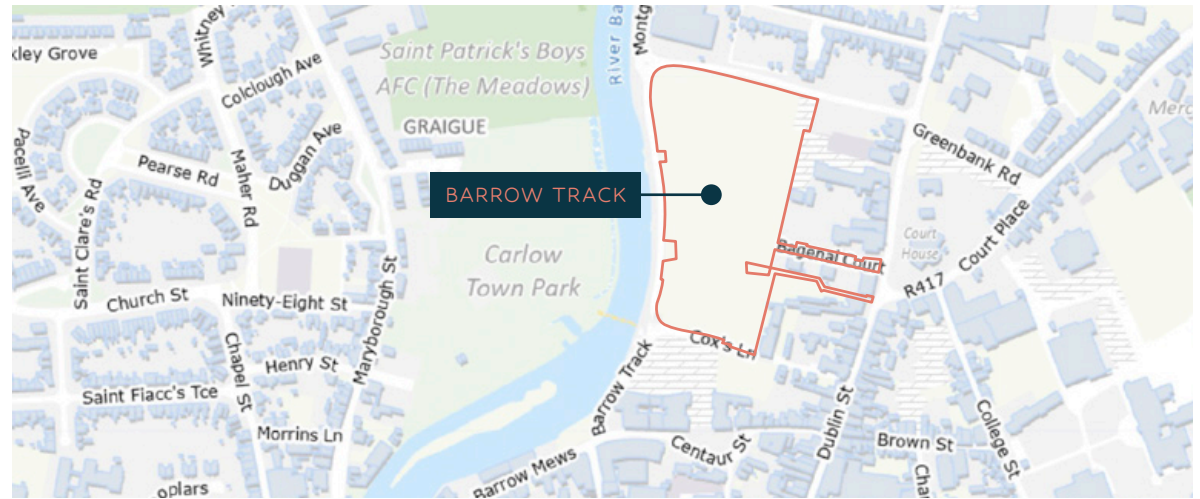 xley Grove
Whitney
Colclough Ave
Saint Patrick's Boys
AFC (The Meadows)
River Ba
Montg
GRAIGUE
Pacelli Ave
Pearse Rd
Duggan Ave
Maher Rd
Saint Clare's Rd
BARROW TRACK
Greenbank Rd
Merc
Court Place
Court
House
Bagenal Court
R417
Carlow
Town Park
Church St
Ninety-Eight St
Maryborough St
Chapel St
Henry St
Saint Fiacc's Tce
Morrins Ln
oplars
Cox's Ln
Barrow Track
Barrow Mews
Centaur St
Dublin St
Brown St
College St
Cha